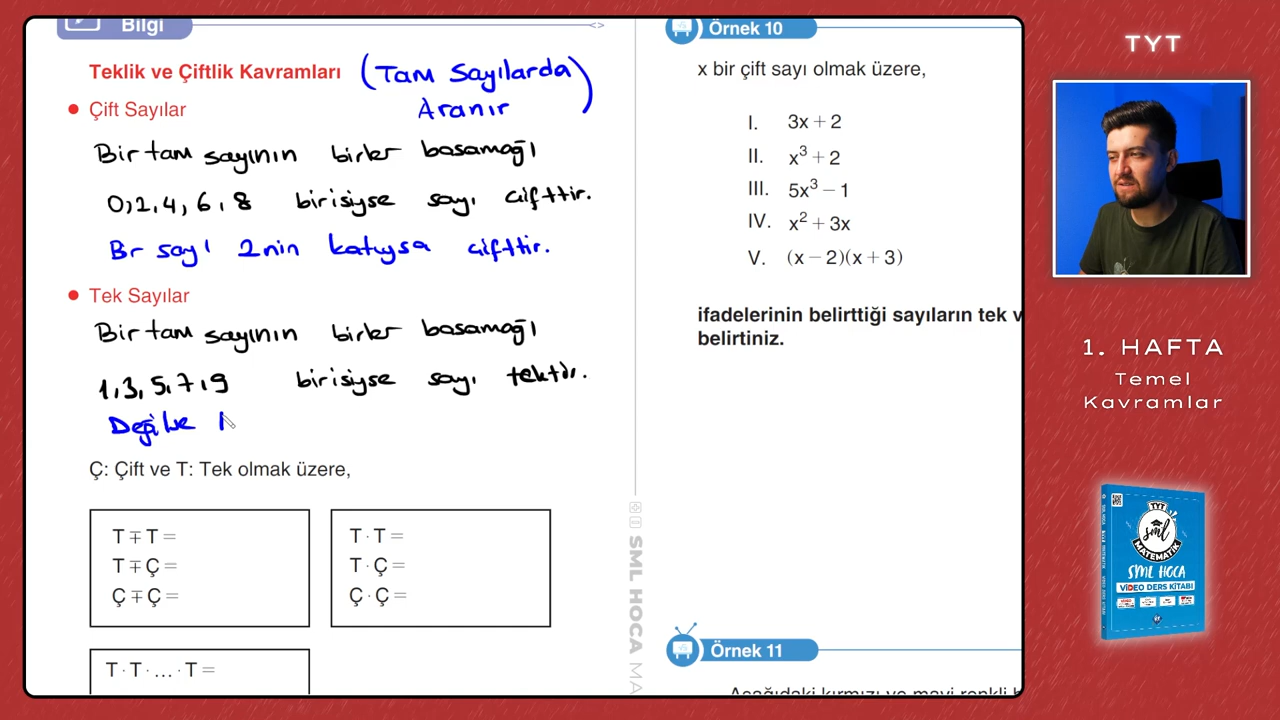 Bilgi
Teklik ve Çiftlik Kavramları (Tam Sayılarda Aranır)
• Çift Sayılar
Bir tam sayının birler basamağı
0,2,4,6,8 birisiyse sayı çifttir.
Bir sayı 2nin katıysa çifttir.
• Tek Sayılar
Bir tam sayının birler basamağı
1,3,5,7,9 birisiyse sayı tektir.
Değilse
Ç: Çift ve T: Tek olmak üzere,
T ∓ T =
T ∓ Ç =
Ç ∓ Ç =
T · T =
T · Ç =
Ç · Ç =
T · T · ... · T =
SML HOCA MA
Örnek 10
x bir çift sayı olmak üzere,
I. 3x + 2
II. x³ + 2
III. 5x³ − 1
IV. x² + 3x
V. (x − 2)(x + 3)
ifadelerinin belirttiği sayıların tek v
belirtiniz.
Örnek 11
TYT
1. HAFTA
Temel
Kavramlar
TYT
sml
MATEMATİK
SML HOCA
VİDEO DERS KİTABI